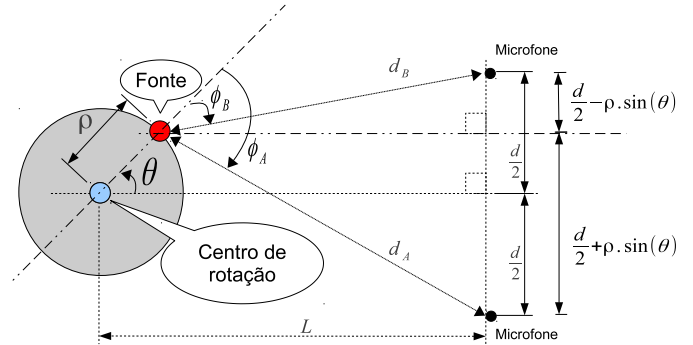 Microfone
Fonte
d_B
ϕ_B
d/2 − ρ.sin(θ)
ρ
ϕ_A
θ
d/2
Centro de
rotação
d_A
d/2
d/2 + ρ.sin(θ)
L
Microfone